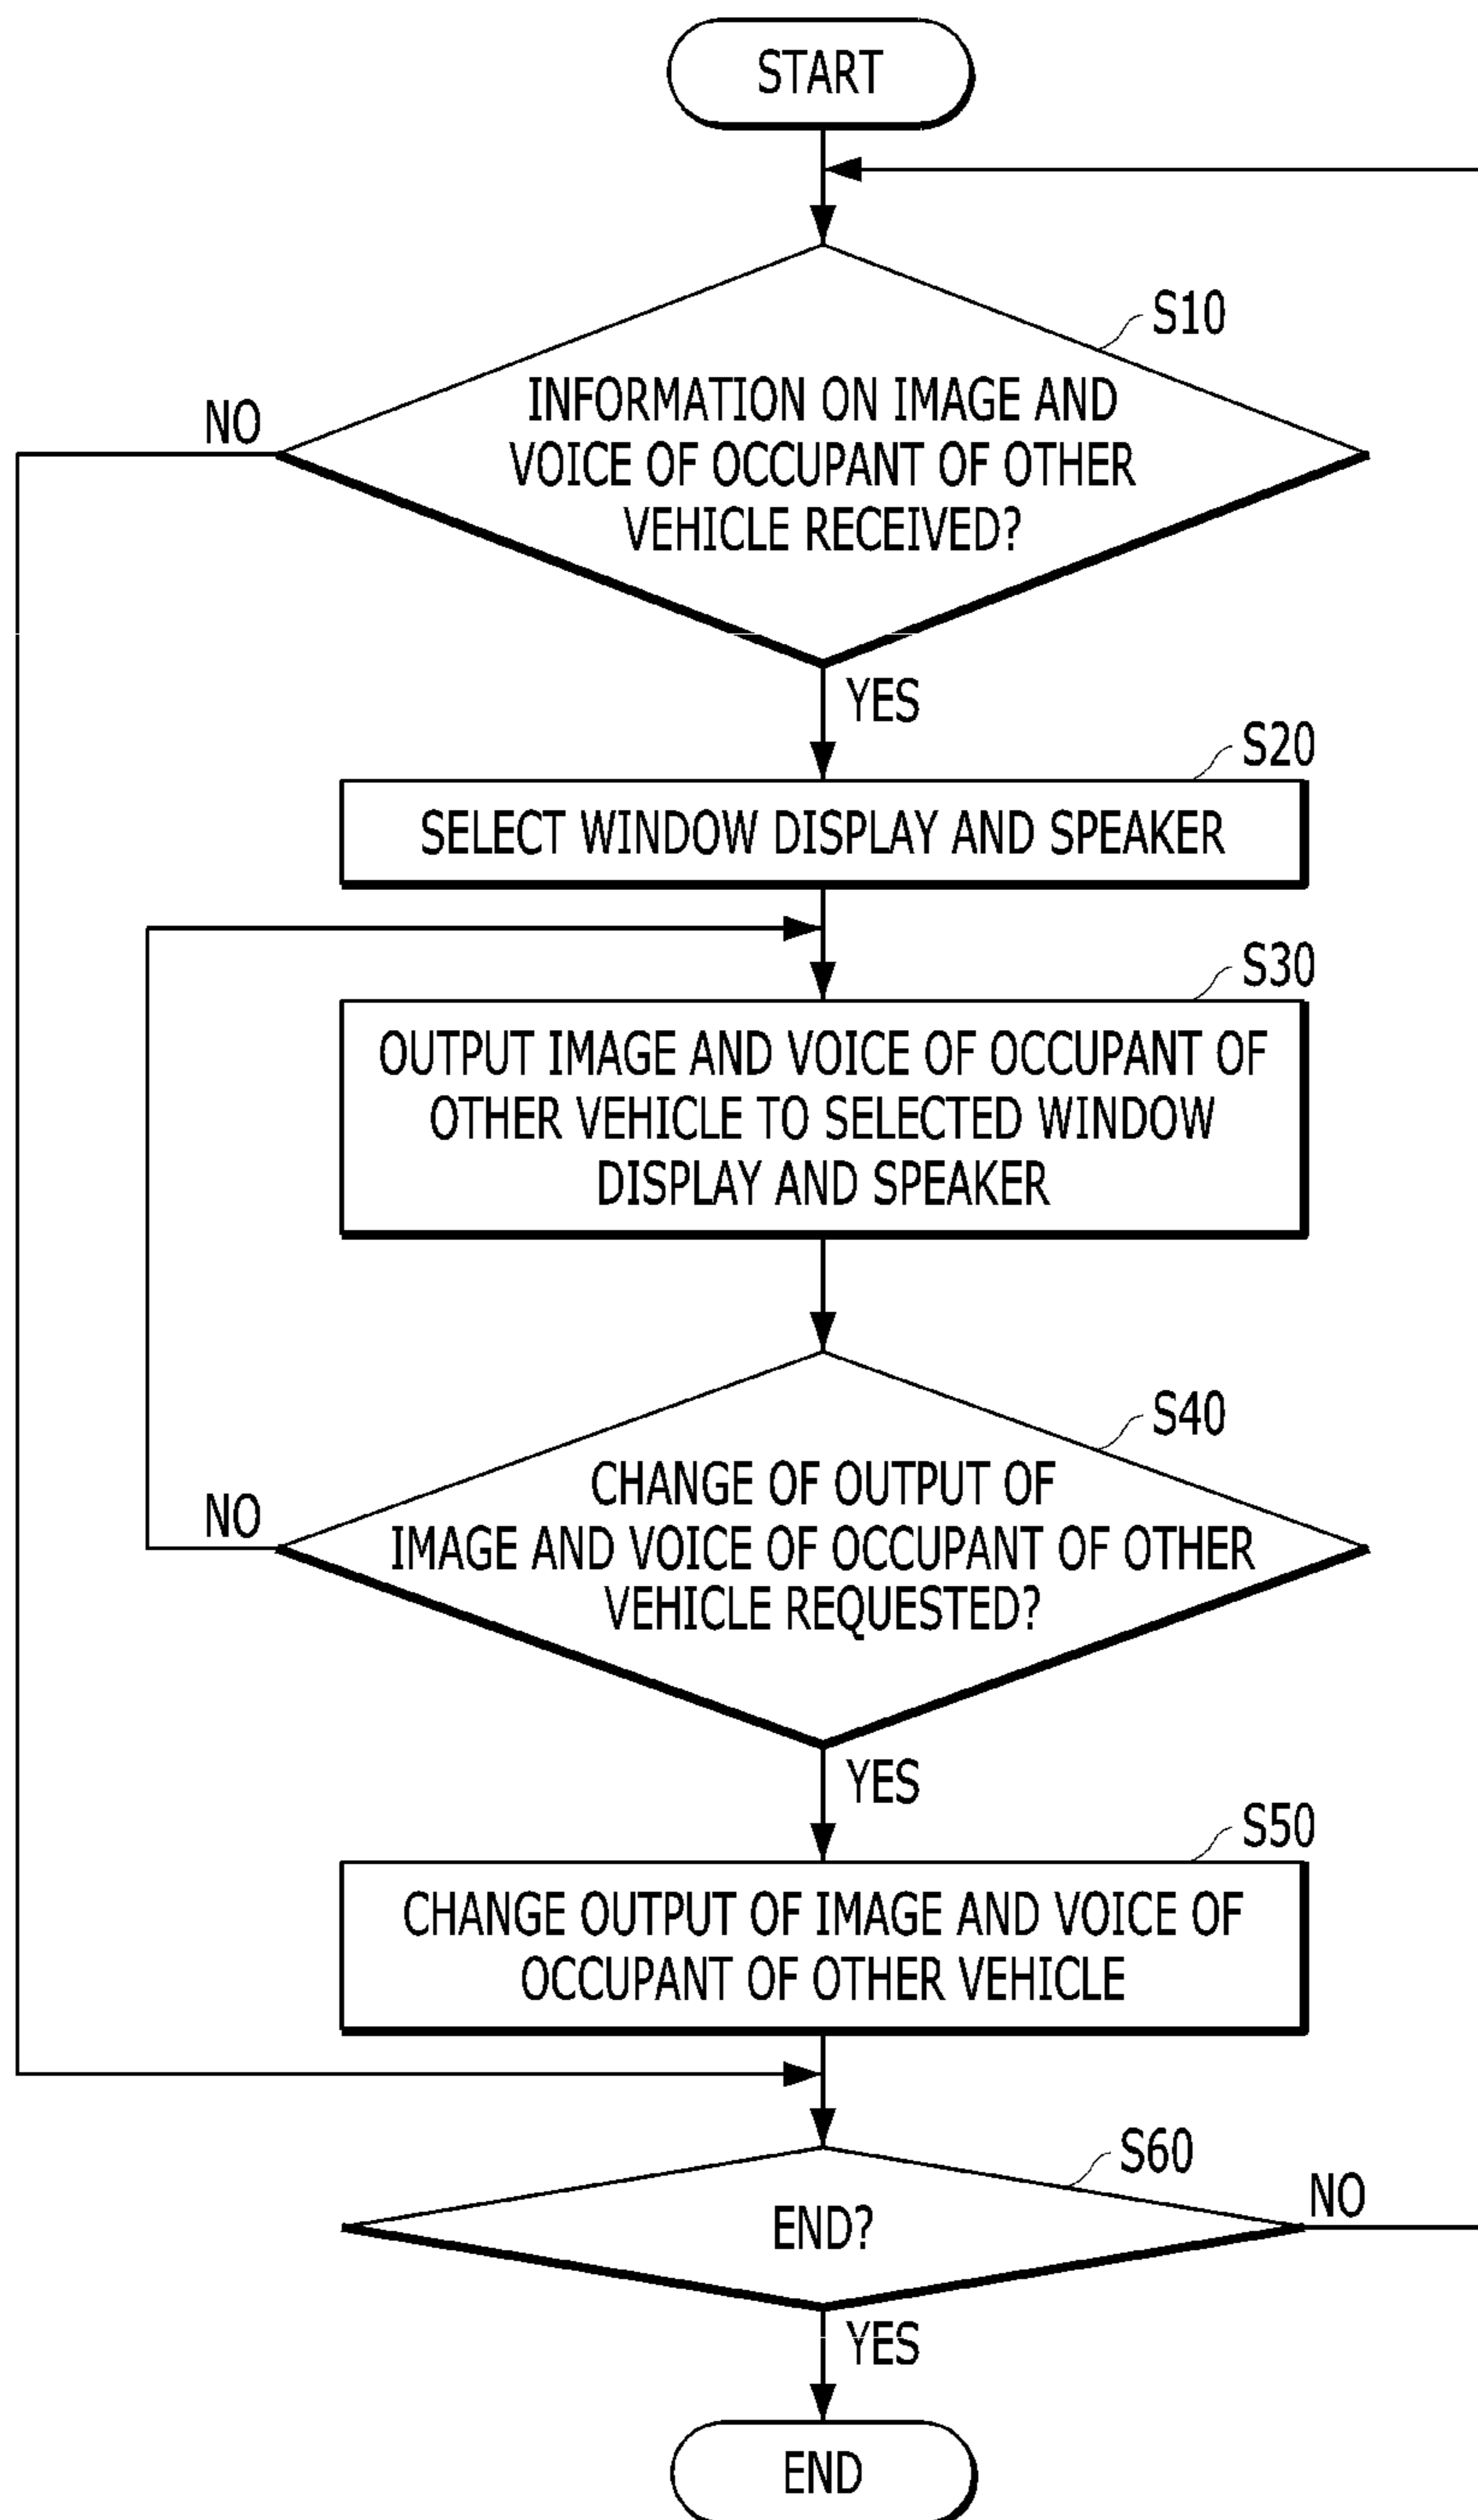 START
S10
INFORMATION ON IMAGE AND
VOICE OF OCCUPANT OF OTHER
VEHICLE RECEIVED?
NO
YES
S20
SELECT WINDOW DISPLAY AND SPEAKER
S30
OUTPUT IMAGE AND VOICE OF OCCUPANT OF
OTHER VEHICLE TO SELECTED WINDOW
DISPLAY AND SPEAKER
S40
CHANGE OF OUTPUT OF
IMAGE AND VOICE OF OCCUPANT OF OTHER
VEHICLE REQUESTED?
NO
YES
S50
CHANGE OUTPUT OF IMAGE AND VOICE OF
OCCUPANT OF OTHER VEHICLE
S60
END?
NO
YES
END